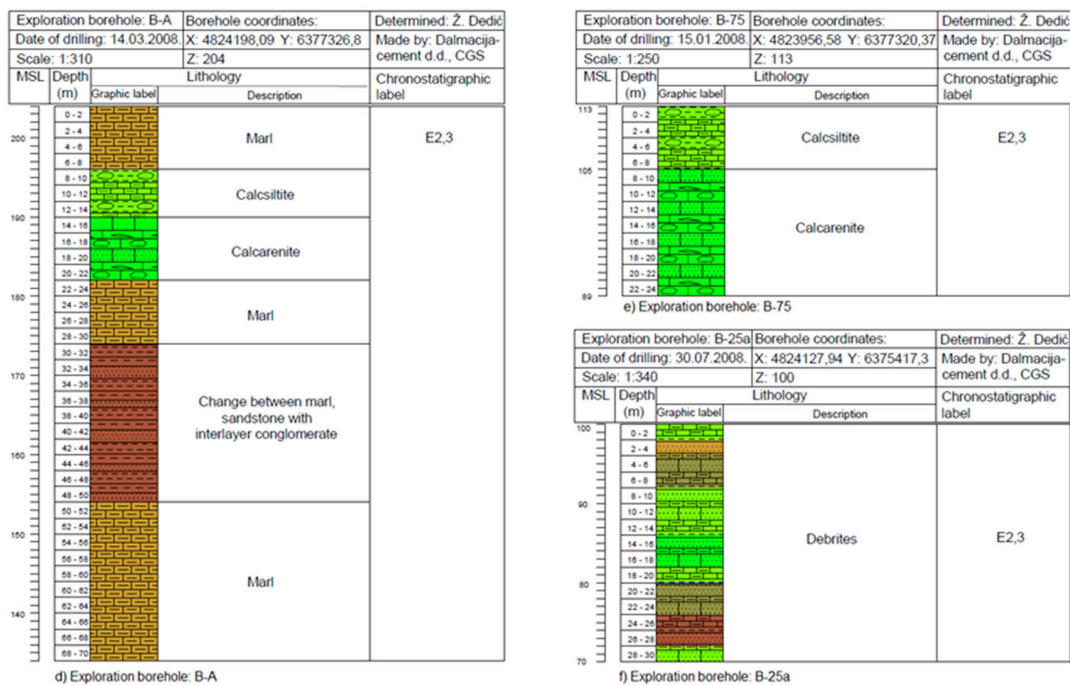 Exploration borehole: B-A Borehole coordinates: Determined: Ž. Dedić
Date of drilling: 14.03.2008. X: 4824198,09 Y: 6377326,8 Made by: Dalmacija-
Scale: 1:310 Z: 204 cement d.d., CGS
MSL Depth Lithology Chronostatigraphic
(m) Graphic label Description label
0 - 2
200 2 - 4 Marl E2,3
4 - 6
6 - 8
8 - 10
10 - 12 Calcsiltite
190 12 - 14
14 - 16
16 - 18 Calcarenite
18 - 20
20 - 22
180 22 - 24
24 - 26 Marl
26 - 28
28 - 30
30 - 32
170 32 - 34
34 - 36
36 - 38 Change between marl,
38 - 40 sandstone with
40 - 42 interlayer conglomerate
160 42 - 44
44 - 46
46 - 48
48 - 50
50 - 52
150 52 - 54
54 - 56
56 - 58
58 - 60 Marl
60 - 62
140 62 - 64
64 - 66
66 - 68
68 - 70
d) Exploration borehole: B-A
Exploration borehole: B-75 Borehole coordinates: Determined: Ž. Dedić
Date of drilling: 15.01.2008. X: 4823956,58 Y: 6377320,37 Made by: Dalmacija-
Scale: 1:250 Z: 113 cement d.d., CGS
MSL Depth Lithology Chronostatigraphic
(m) Graphic label Description label
113 0 - 2
2 - 4 Calcsiltite E2,3
4 - 6
6 - 8
105 8 - 10
10 - 12
12 - 14
14 - 16 Calcarenite
16 - 18
18 - 20
20 - 22
89 22 - 24
e) Exploration borehole: B-75
Exploration borehole: B-25a Borehole coordinates: Determined: Ž. Dedić
Date of drilling: 30.07.2008. X: 4824127,94 Y: 6375417,3 Made by: Dalmacija-
Scale: 1:340 Z: 100 cement d.d., CGS
MSL Depth Lithology Chronostatigraphic
(m) Graphic label Description label
100 0 - 2
2 - 4
4 - 6
6 - 8
90 8 - 10
10 - 12
12 - 14
14 - 16 Debrites E2,3
16 - 18
18 - 20
80 20 - 22
22 - 24
24 - 26
26 - 28
70 28 - 30
f) Exploration borehole: B-25a